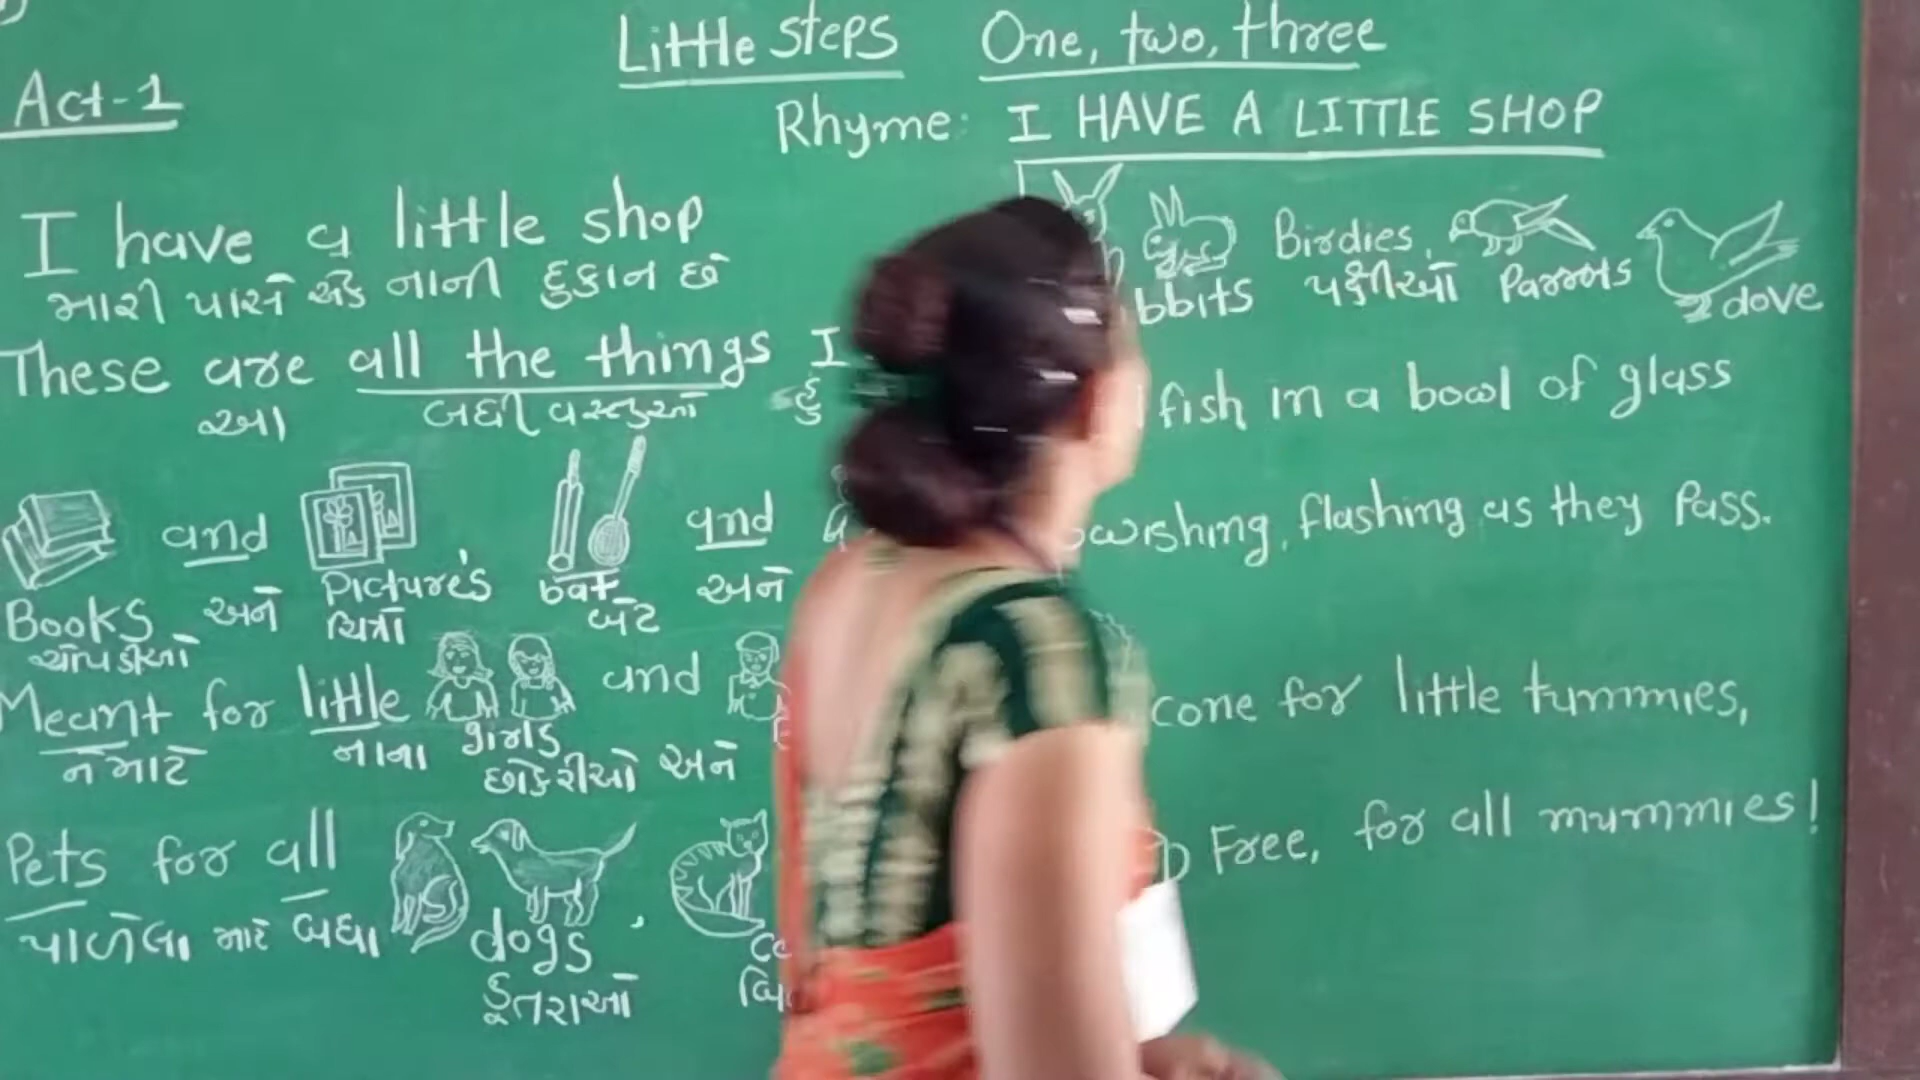 Little steps One, two, three
Act-1
Rhyme: I HAVE A LITTLE SHOP
I have a little shop
મારી પાસે એક નાની દુકાન છે
These are all the things I
આ બધી વસ્તુઓ હું
and and
Books અને Picture's bat અને
ચોપડીઓ ચિત્રો બેટ
Meant for little and
ને માટે નાના girls
છોકરીઓ અને
Pets for all
પાળેલા માટે બધા dogs,
કૂતરાઓ
Birdies,
bbits પક્ષીઓ Parrots dove
fish in a bowl of glass
wishing, flashing as they Pass.
cone for little tummies,
Free, for all mummies!